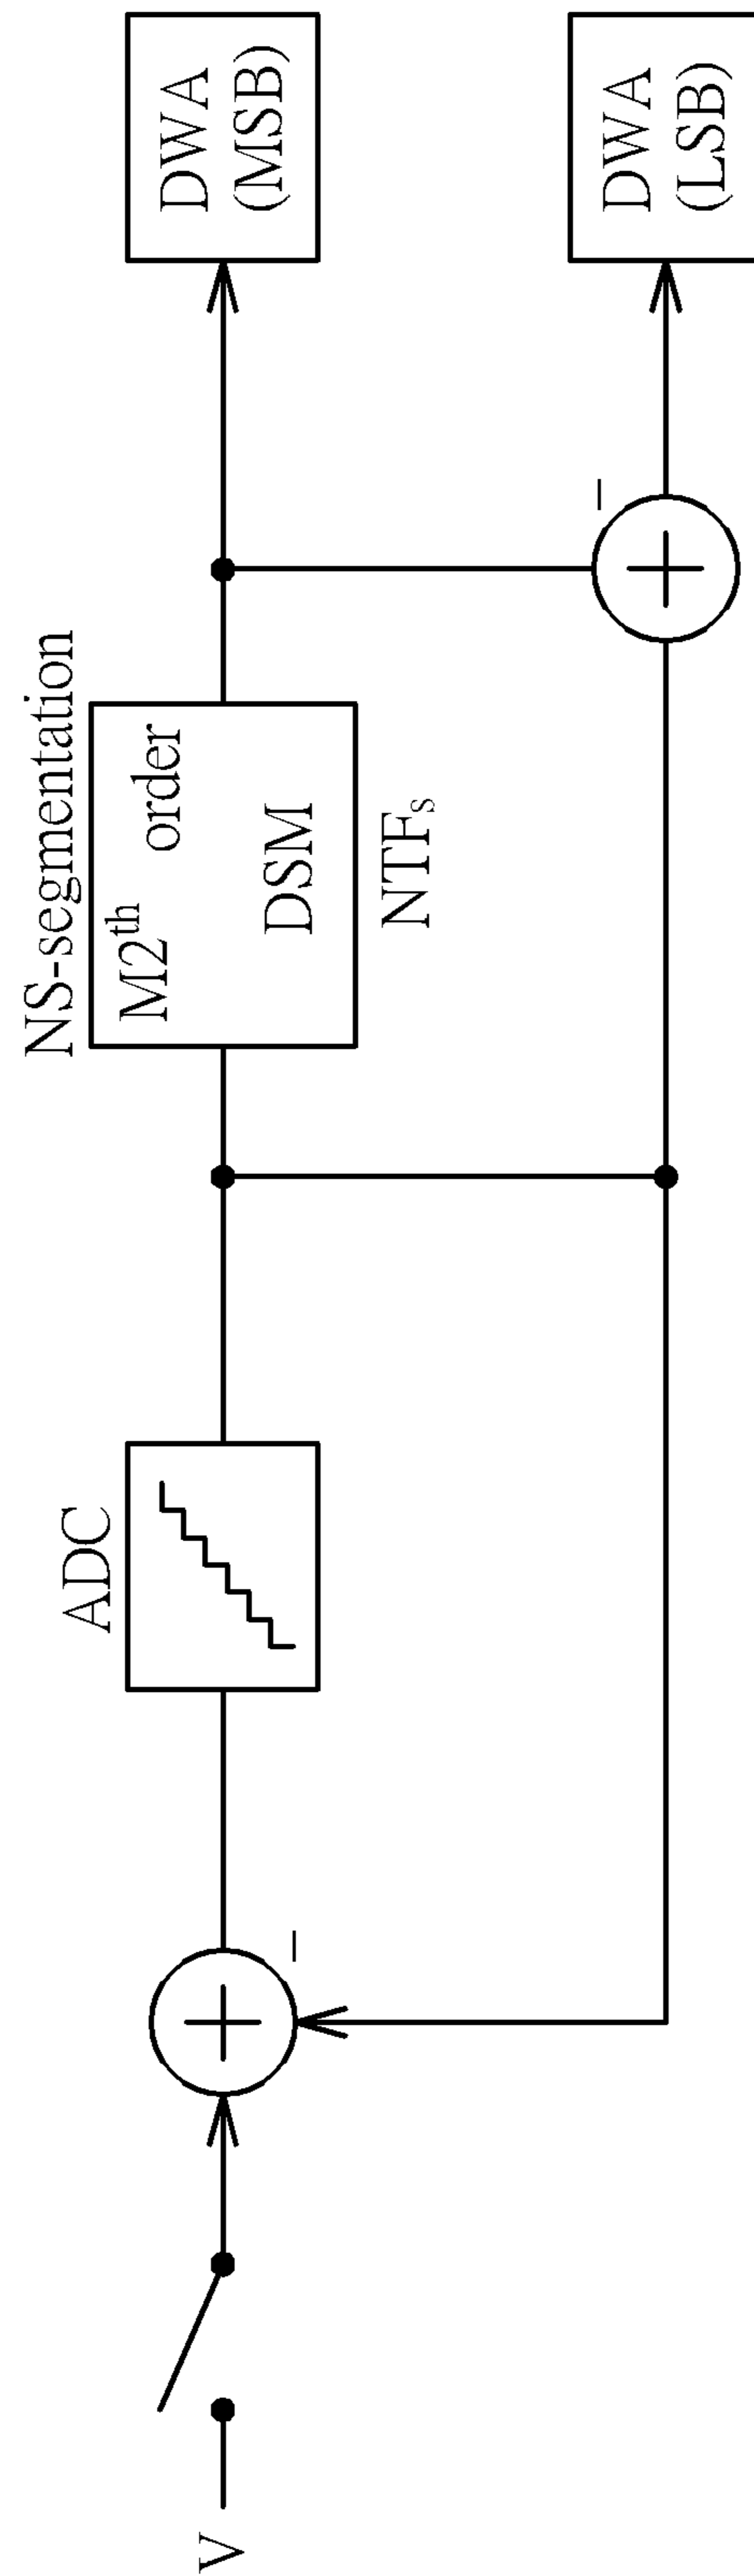 V
−
ADC
NS-segmentation
M2th order
DSM
NTFs
−
DWA
(MSB)
DWA
(LSB)